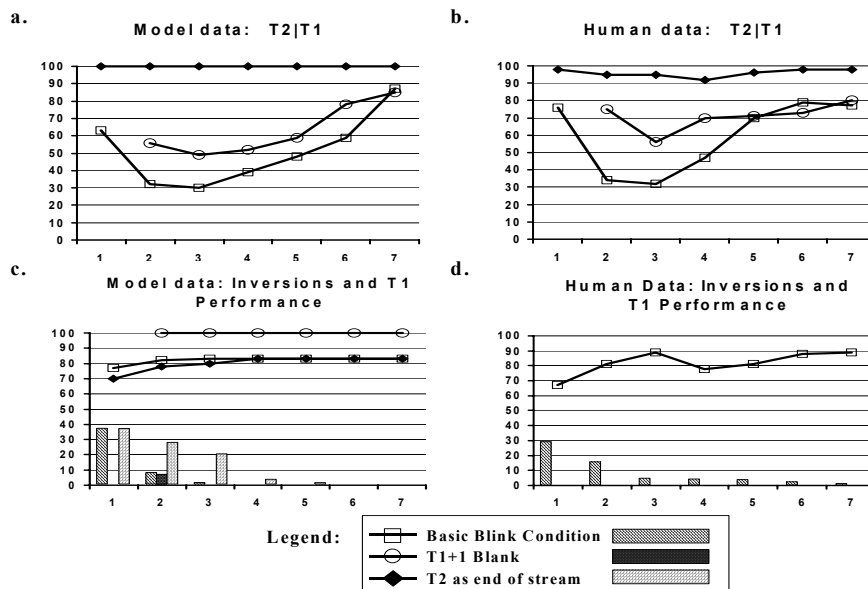 a.
Model data: T2|T1
100
90
80
70
60
50
40
30
20
10
0
1 2 3 4 5 6 7
b.
Human data: T2|T1
100
90
80
70
60
50
40
30
20
10
0
1 2 3 4 5 6 7
c.
Model data: Inversions and T1
Performance
100
90
80
70
60
50
40
30
20
10
0
1 2 3 4 5 6 7
d.
Human Data: Inversions and
T1 Performance
100
90
80
70
60
50
40
30
20
10
0
1 2 3 4 5 6 7
Legend:
Basic Blink Condition
T1+1 Blank
T2 as end of stream